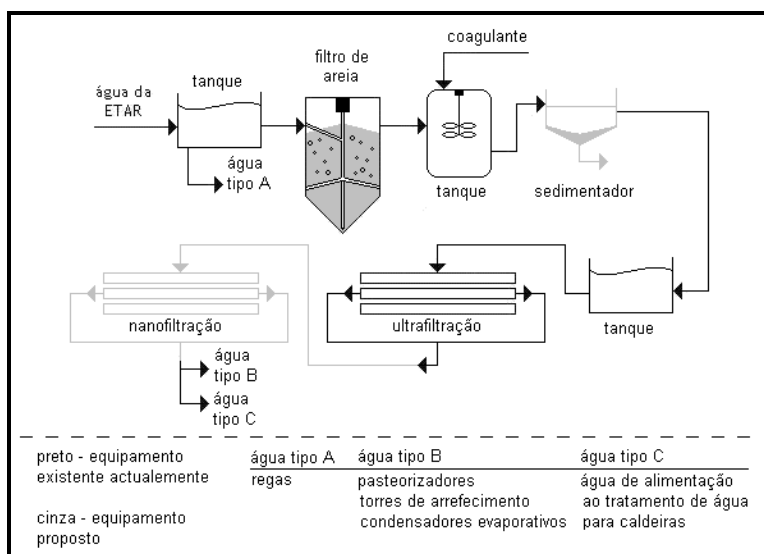 coagulante
filtro de
areia
tanque
água da
ETAR
água
tipo A
tanque
sedimentador
nanofiltração
ultrafiltração
tanque
água
tipo B
água
tipo C
preto - equipamento
existente actualemente
cinza - equipamento
proposto
água tipo A
regas
água tipo B
pasteorizadores
torres de arrefecimento
condensadores evaporativos
água tipo C
água de alimentação
ao tratamento de água
para caldeiras